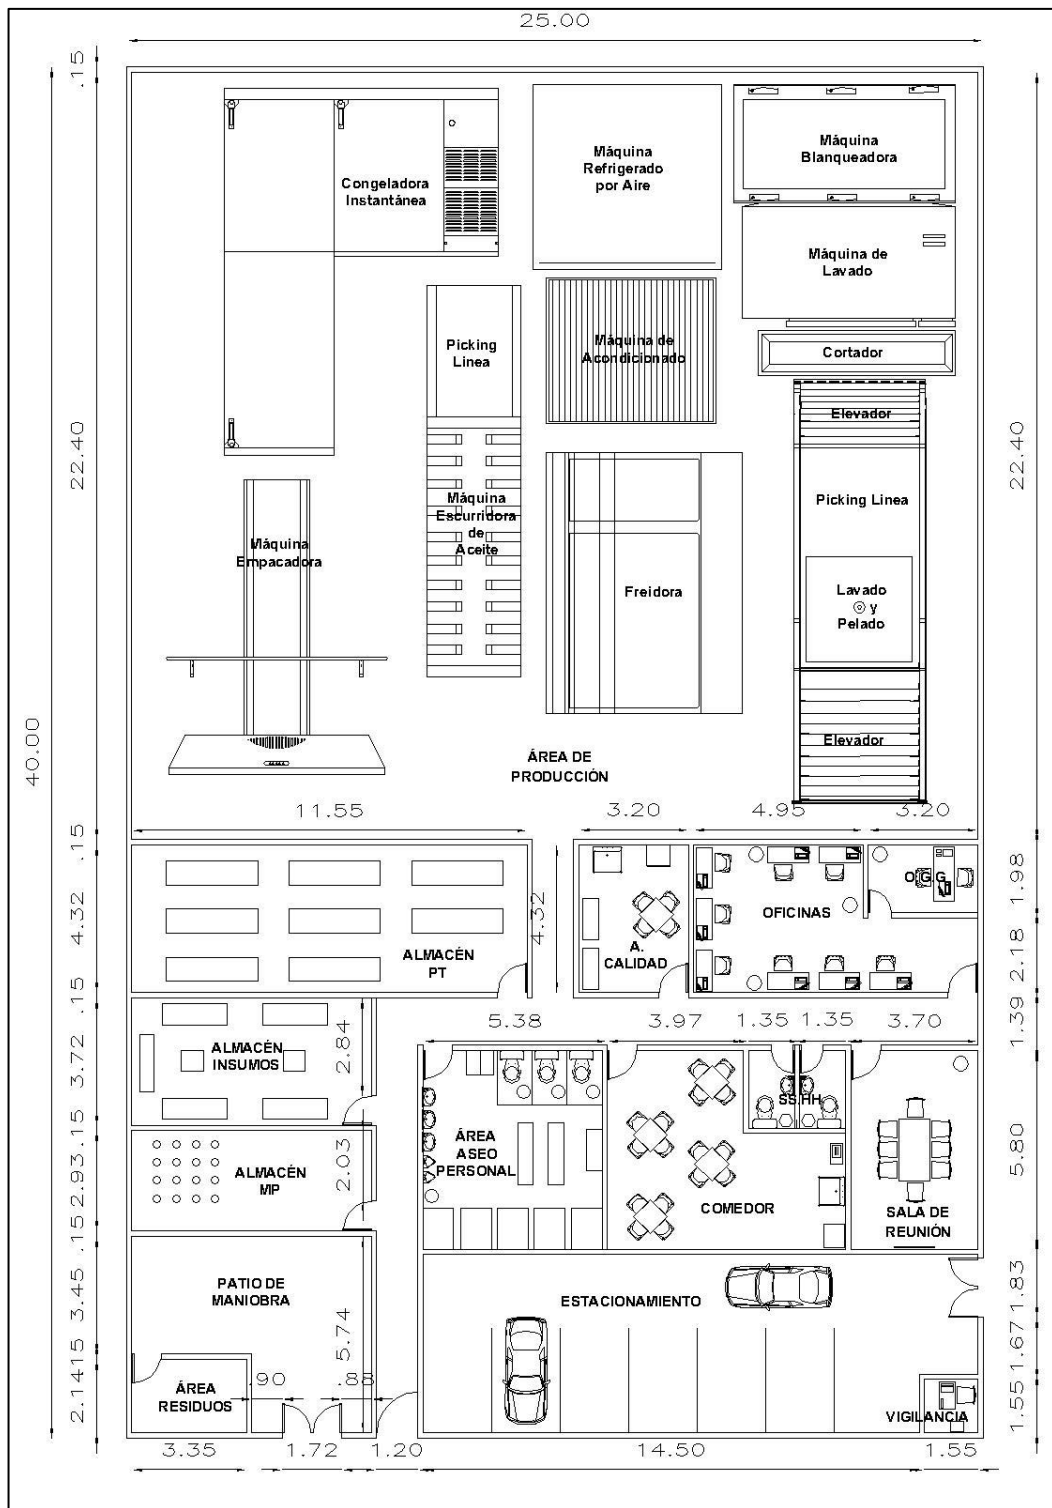 25.00
.15
Máquina
Refrigerado
por Aire
Máquina
Blanqueadora
Congeladora
Instantánea
Máquina de
Lavado
Picking
Linea
Máquina de
Acondicionado
Cortador
Elevador
22.40
22.40
Picking Linea
Máquina
Escurridora
de
Aceite
Máquina
Empacadora
Freidora
Lavado
y
Pelado
40.00
Elevador
ÁREA DE
PRODUCCIÓN
11.55
3.20
4.95
3.20
.15
4.32
4.32
1.98
O.G.G.
OFICINAS
A.
CALIDAD
ALMACÉN
PT
2.18
.15
1.39
5.38
3.97
1.35
1.35
3.70
3.72
ALMACÉN
INSUMOS
2.84
SS.HH
.15
ÁREA
ASEO
PERSONAL
5.80
2.93
ALMACÉN
MP
2.03
COMEDOR
SALA DE
REUNIÓN
.15
3.45
PATIO DE
MANIOBRA
5.74
ESTACIONAMIENTO
1.83
.15
1.67
2.14
ÁREA
RESIDUOS
.90
.88
1.55
VIGILANCIA
3.35
1.72
1.20
14.50
1.55